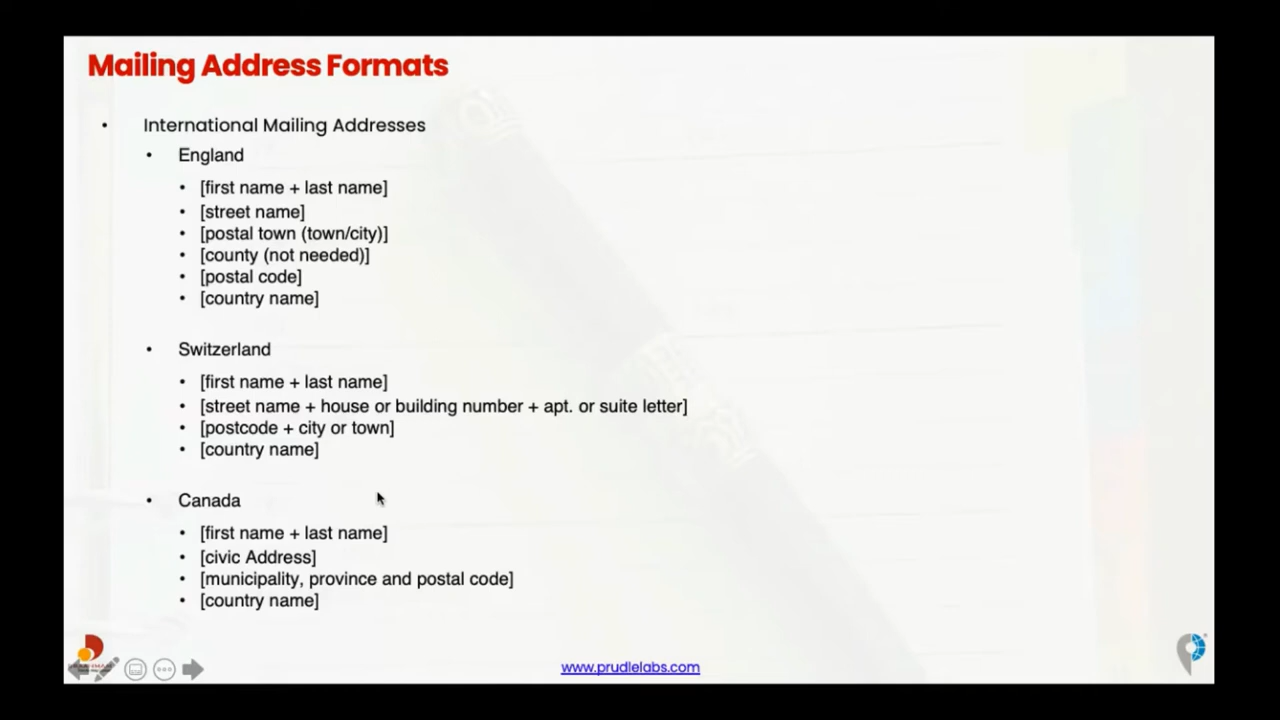 Mailing Address Formats
• International Mailing Addresses
• England
• [first name + last name]
• [street name]
• [postal town (town/city)]
• [county (not needed)]
• [postal code]
• [country name]
• Switzerland
• [first name + last name]
• [street name + house or building number + apt. or suite letter]
• [postcode + city or town]
• [country name]
• Canada
• [first name + last name]
• [civic Address]
• [municipality, province and postal code]
• [country name]
www.prudlelabs.com